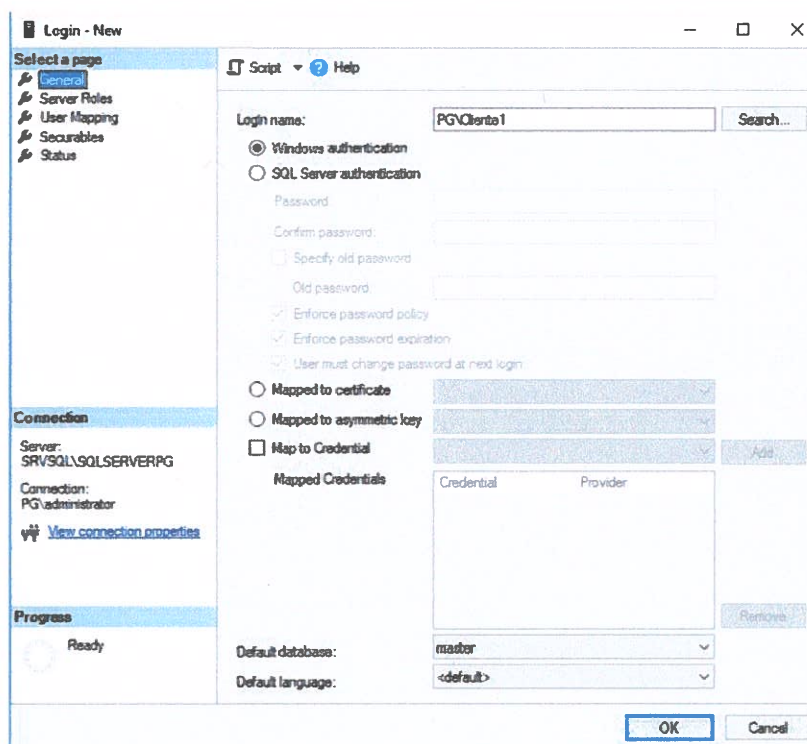 Login - New
Select a page
General
Server Roles
User Mapping
Securables
Status
Script
Help
Login name:
PG\Cliente1
Search...
Windows authentication
SQL Server authentication
Password:
Confirm password:
Specify old password
Old password:
Enforce password policy
Enforce password expiration
User must change password at next login
Mapped to certificate
Mapped to asymmetric key
Map to Credential
Add
Mapped Credentials
Credential Provider
Remove
Default database:
master
Default language:
<default>
Connection
Server:
SRVSQL\SQLSERVERPG
Connection:
PG\administrator
View connection properties
Progress
Ready
OK
Cancel